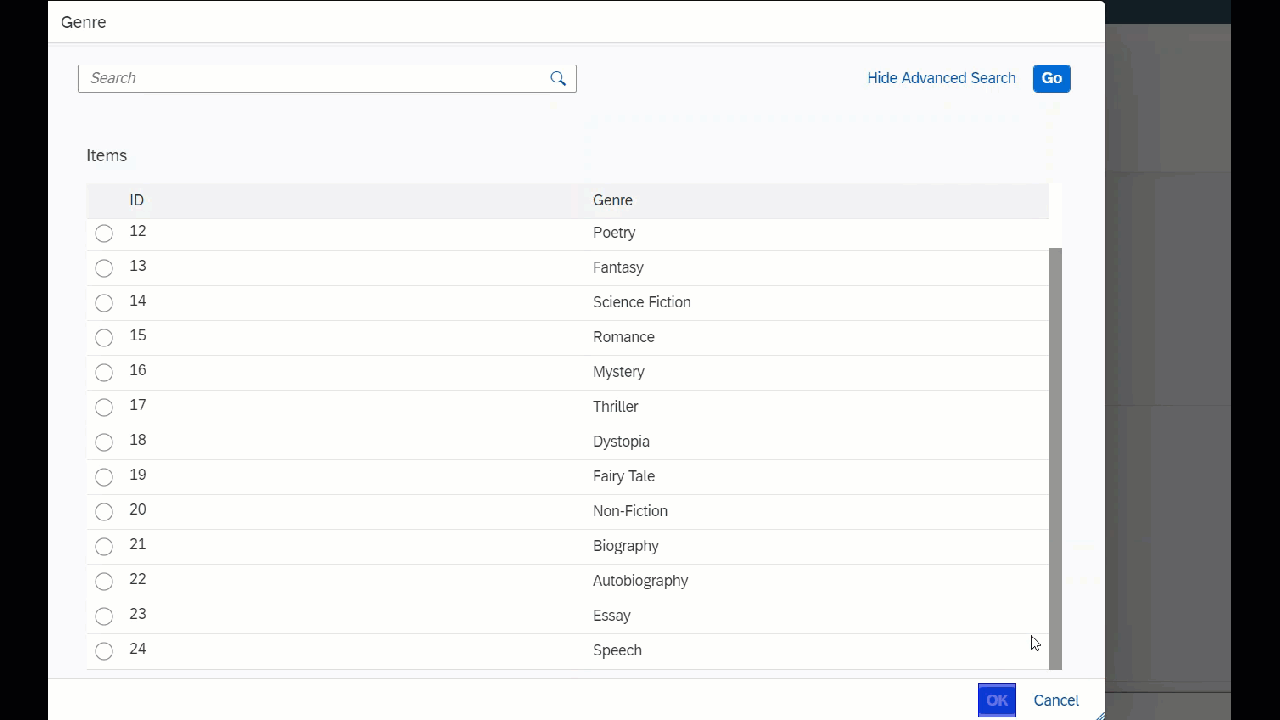 Genre
Search
Hide Advanced Search
Go
Items
ID Genre
12 Poetry
13 Fantasy
14 Science Fiction
15 Romance
16 Mystery
17 Thriller
18 Dystopia
19 Fairy Tale
20 Non-Fiction
21 Biography
22 Autobiography
23 Essay
24 Speech
OK Cancel